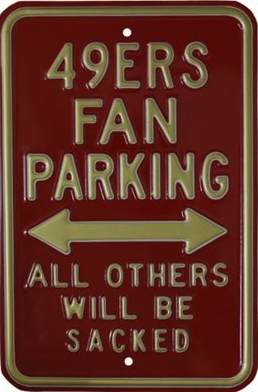 49ERS
FAN
PARKING
ALL OTHERS
WILL BE
SACKED